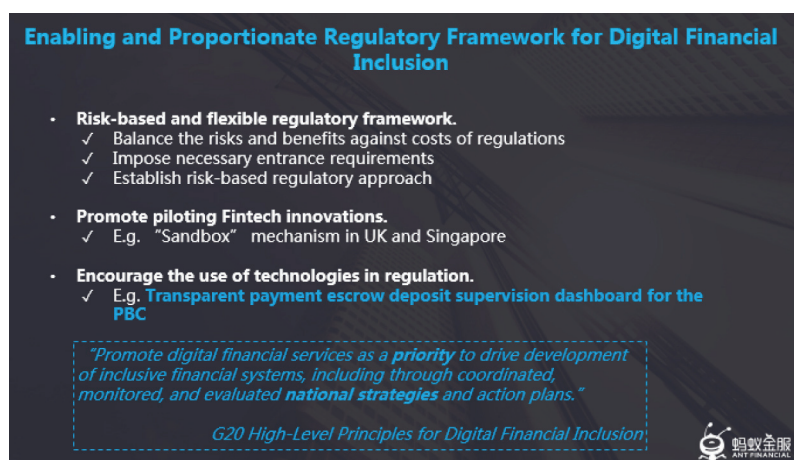 Enabling and Proportionate Regulatory Framework for Digital Financial
Inclusion
• Risk-based and flexible regulatory framework.
✓ Balance the risks and benefits against costs of regulations
✓ Impose necessary entrance requirements
✓ Establish risk-based regulatory approach
• Promote piloting Fintech innovations.
✓ E.g. “Sandbox” mechanism in UK and Singapore
• Encourage the use of technologies in regulation.
✓ E.g. Transparent payment escrow deposit supervision dashboard for the
PBC
“Promote digital financial services as a priority to drive development
of inclusive financial systems, including through coordinated,
monitored, and evaluated national strategies and action plans.”
G20 High-Level Principles for Digital Financial Inclusion
蚂蚁金服
ANT FINANCIAL